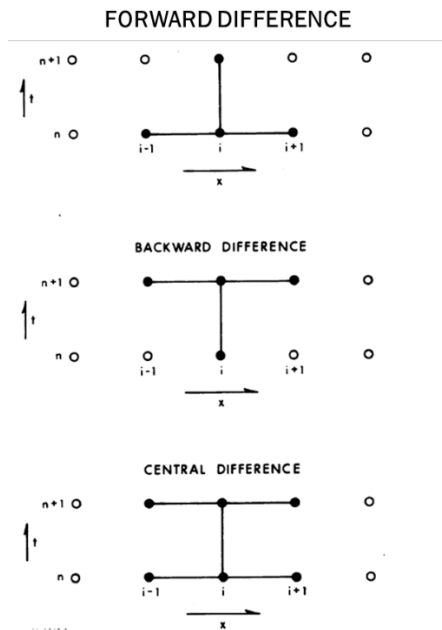 FORWARD DIFFERENCE
n+1
t
n
i-1 i i+1
x
BACKWARD DIFFERENCE
n+1
t
n
i-1 i i+1
x
CENTRAL DIFFERENCE
n+1
t
n
i-1 i i+1
x